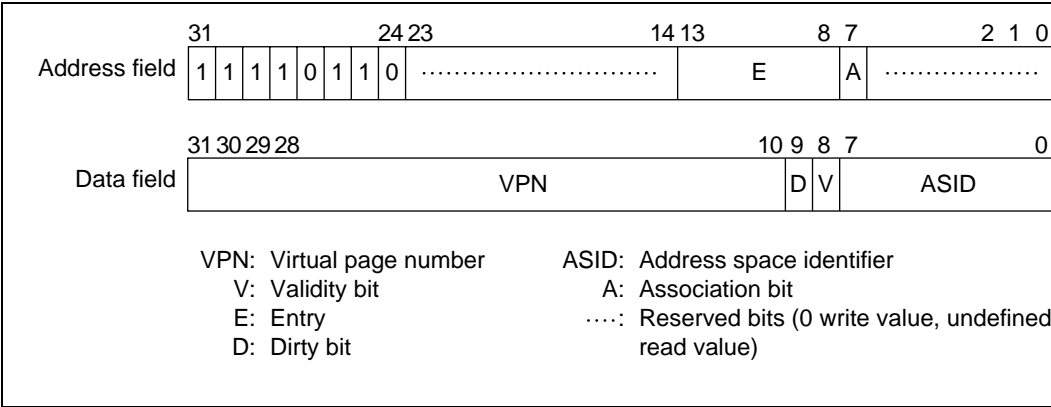 31 24 23 14 13 8 7 2 1 0
Address field 1 1 1 1 0 1 1 0 ............................. E A ...................
31 30 29 28 10 9 8 7 0
Data field VPN D V ASID
VPN: Virtual page number ASID: Address space identifier
V: Validity bit A: Association bit
E: Entry ····: Reserved bits (0 write value, undefined
D: Dirty bit read value)